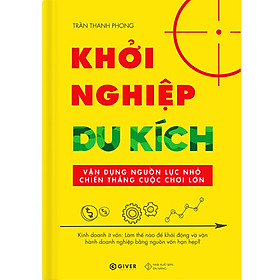 TRẦN THANH PHONG
KHỞI
NGHIỆP
DU KÍCH
VẬN DỤNG NGUỒN LỰC NHỎ
CHIẾN THẮNG CUỘC CHƠI LỚN
Kinh doanh ít vốn: Làm thế nào để khởi động và vận
hành doanh nghiệp bằng nguồn vốn hạn hẹp?
GIVER